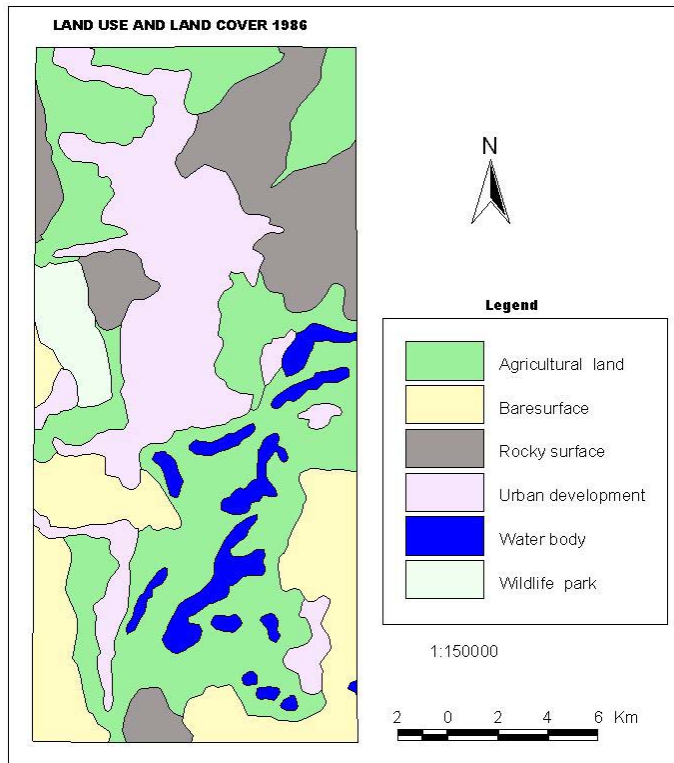 LAND USE AND LAND COVER 1986
N
Legend
Agricultural land
Baresurface
Rocky surface
Urban development
Water body
Wildlife park
1:150000
2 0 2 4 6 Km